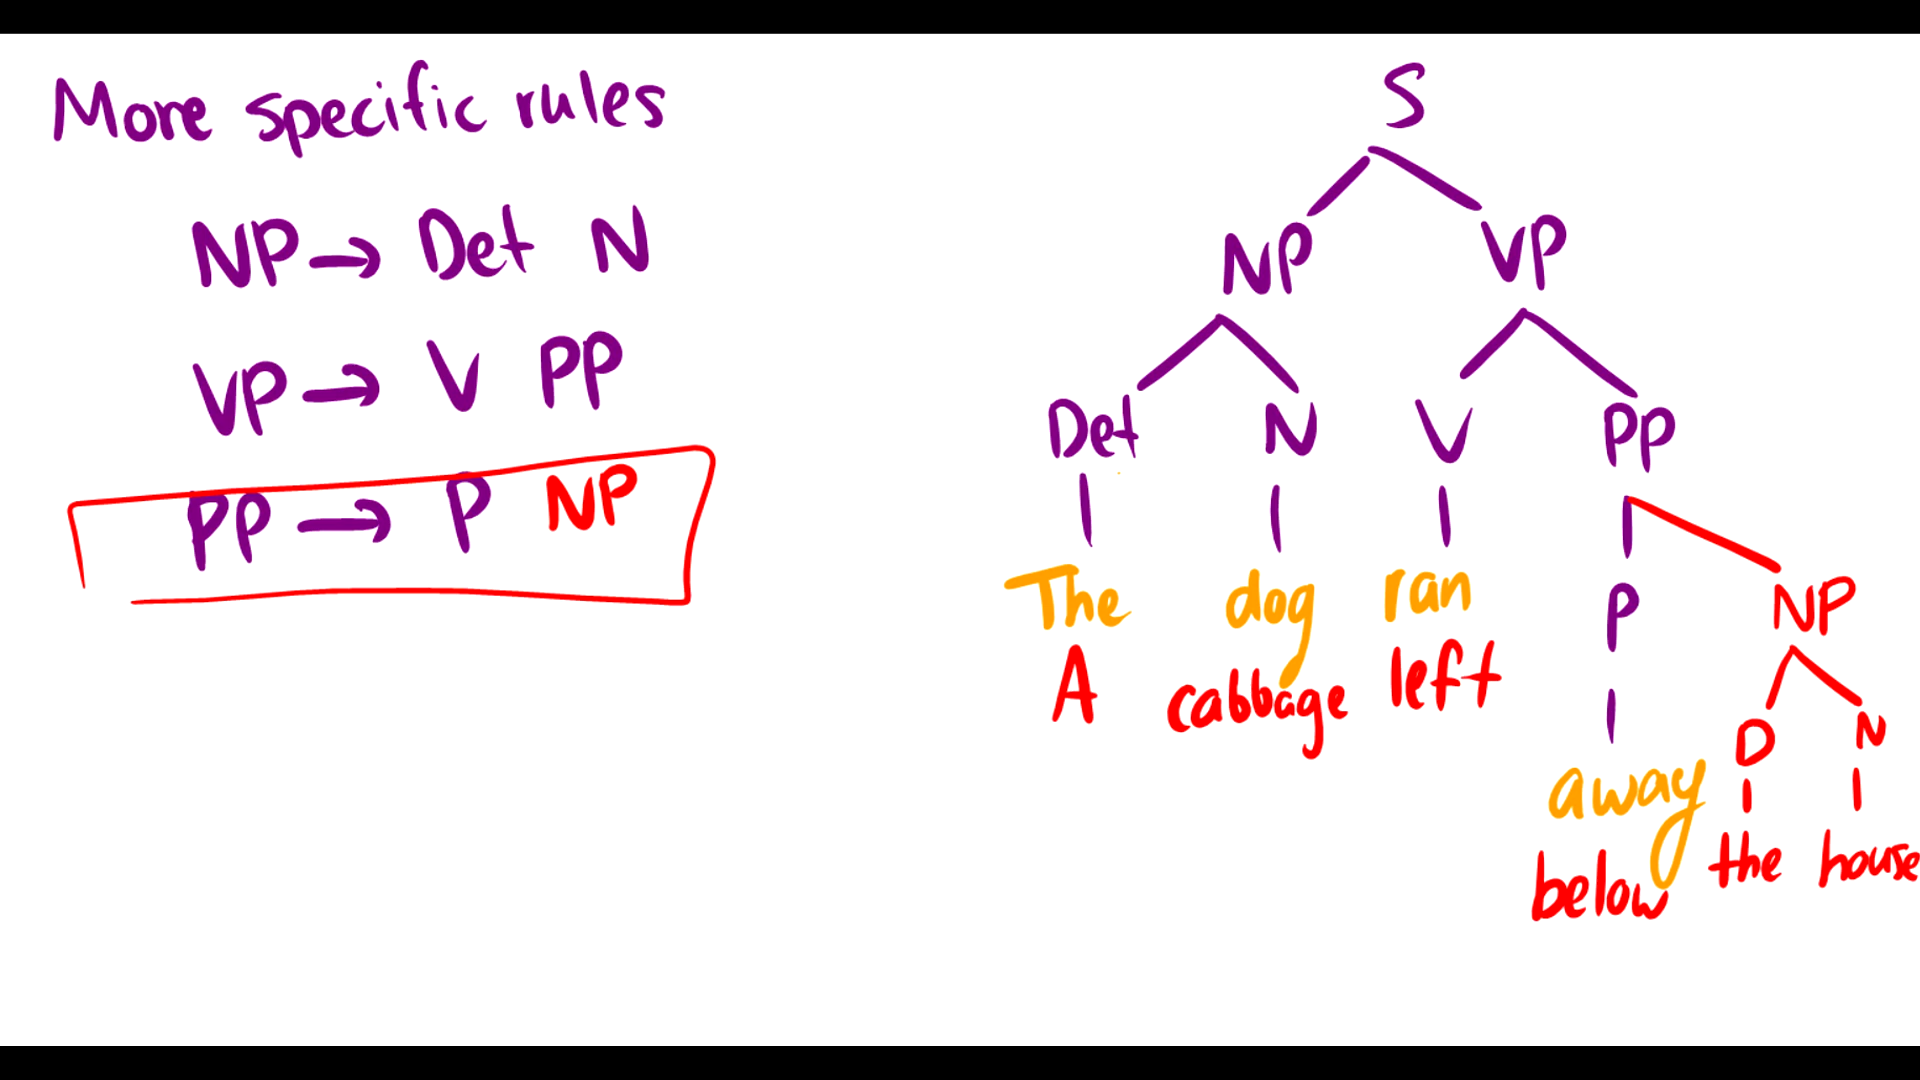 More specific rules
NP → Det N
VP → V PP
PP → P NP
S
NP VP
Det N V PP
The dog ran P NP
A cabbage left
D N
away
below the house